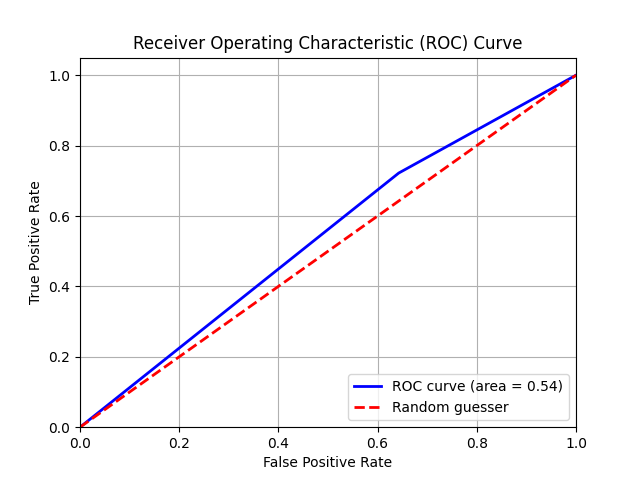 Receiver Operating Characteristic (ROC) Curve
True Positive Rate
1.0
0.8
0.6
0.4
0.2
0.0
ROC curve (area = 0.54)
Random guesser
0.0 0.2 0.4 0.6 0.8 1.0
False Positive Rate